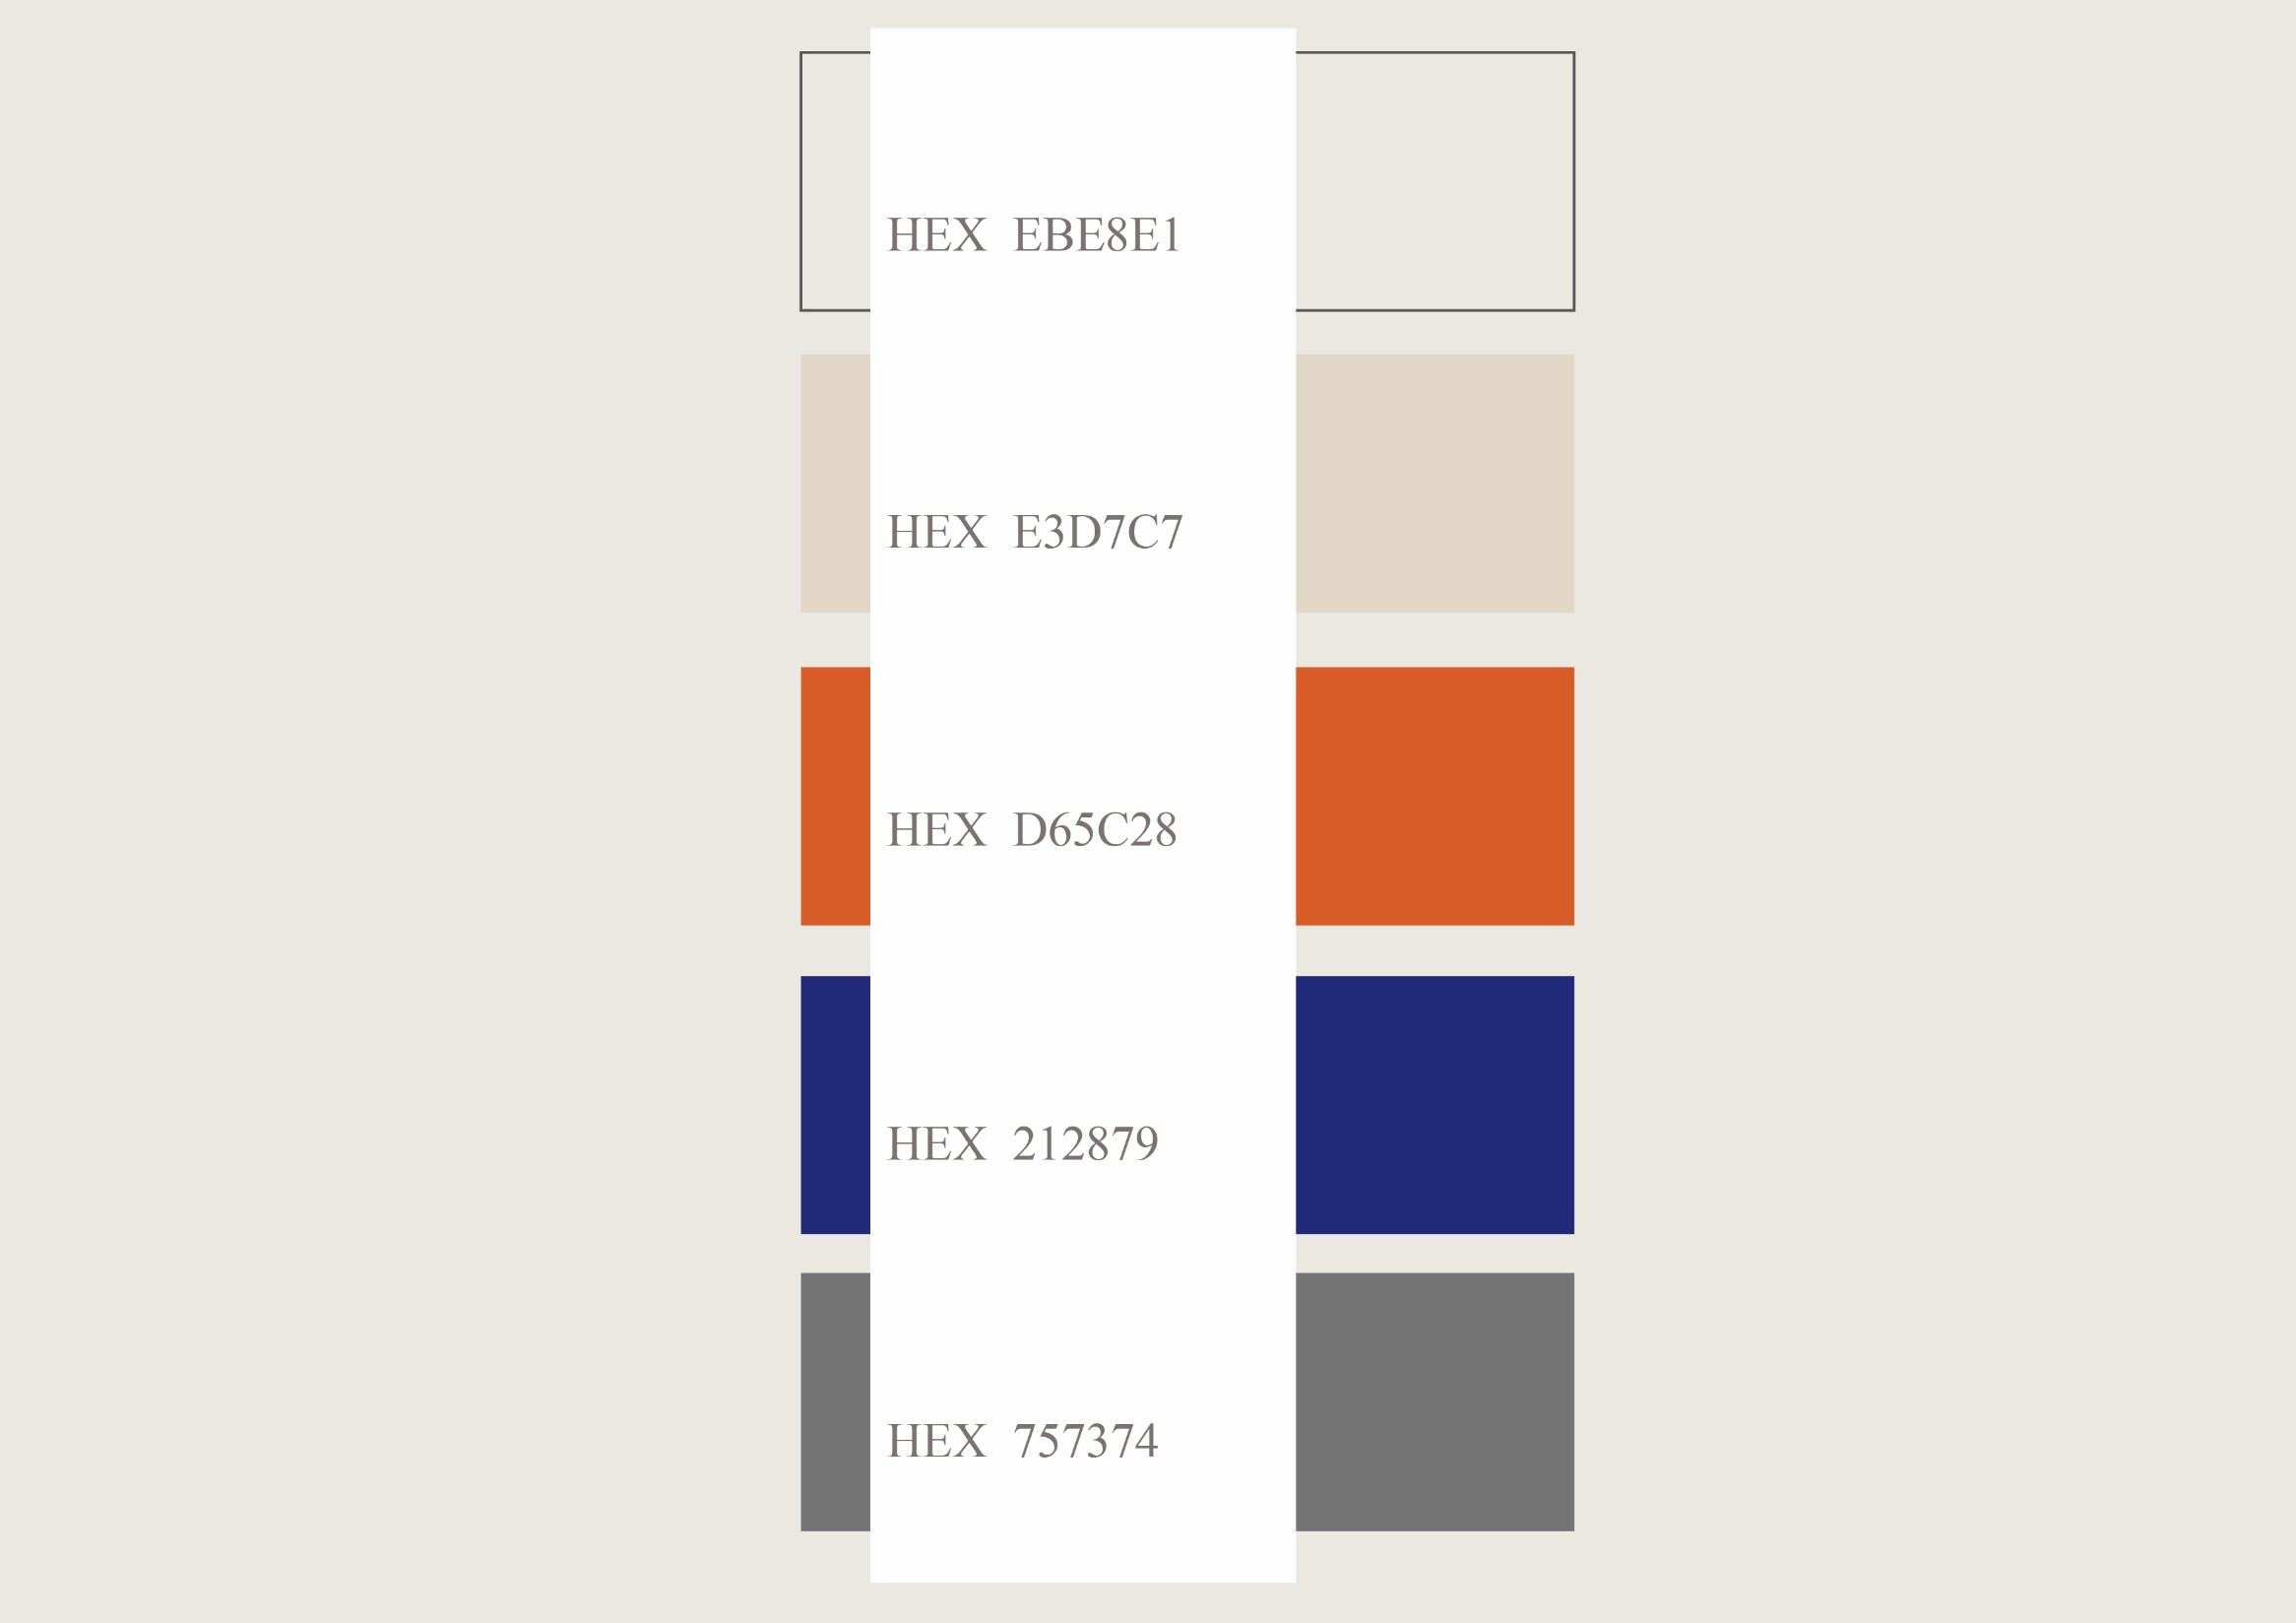 HEX EBE8E1
HEX E3D7C7
HEX D65C28
HEX 212879
HEX 757374